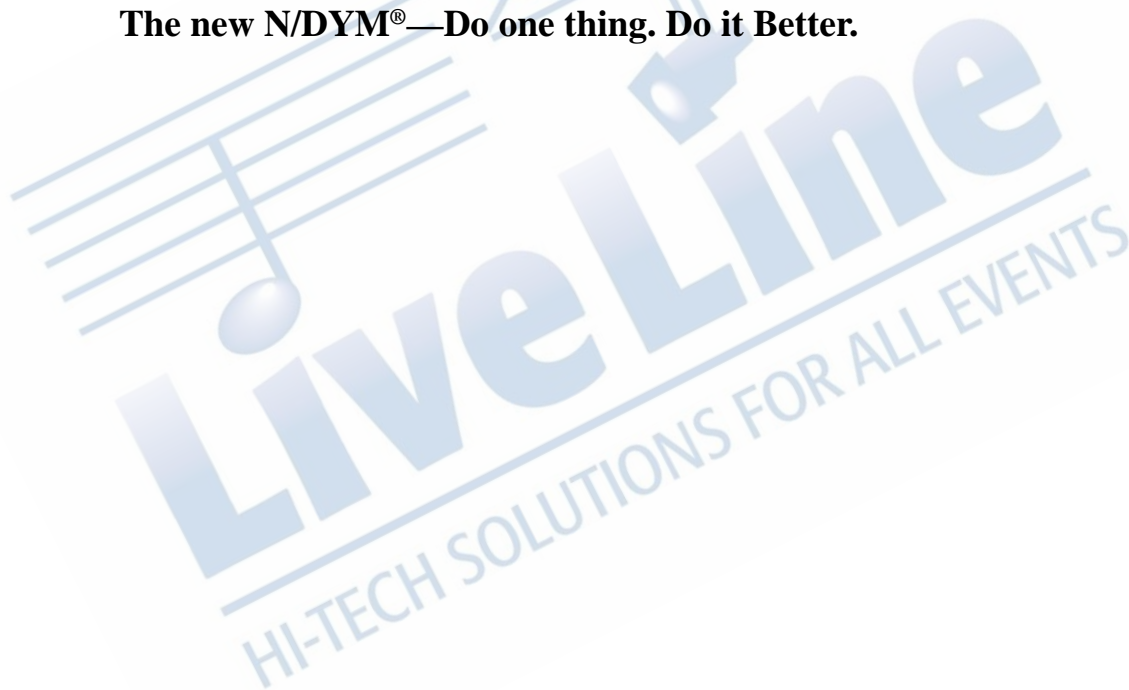 The new N/DYM®—Do one thing. Do it Better.
LiveLine
HI-TECH SOLUTIONS FOR ALL EVENTS